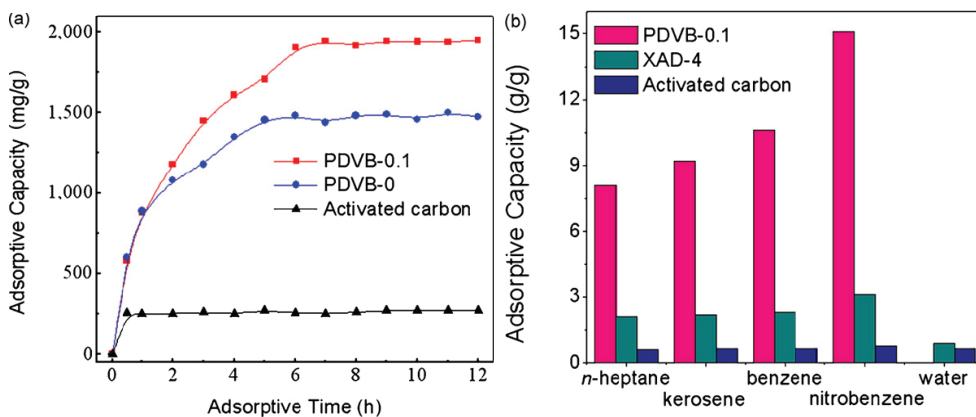 (a)
Adsorptive Capacity (mg/g)
2,000
1,500
1,000
500
0
PDVB-0.1
PDVB-0
Activated carbon
0 2 4 6 8 10 12
Adsorptive Time (h)
(b)
Adsorptive Capacity (g/g)
15
12
9
6
3
0
PDVB-0.1
XAD-4
Activated carbon
n-heptane benzene water
kerosene nitrobenzene